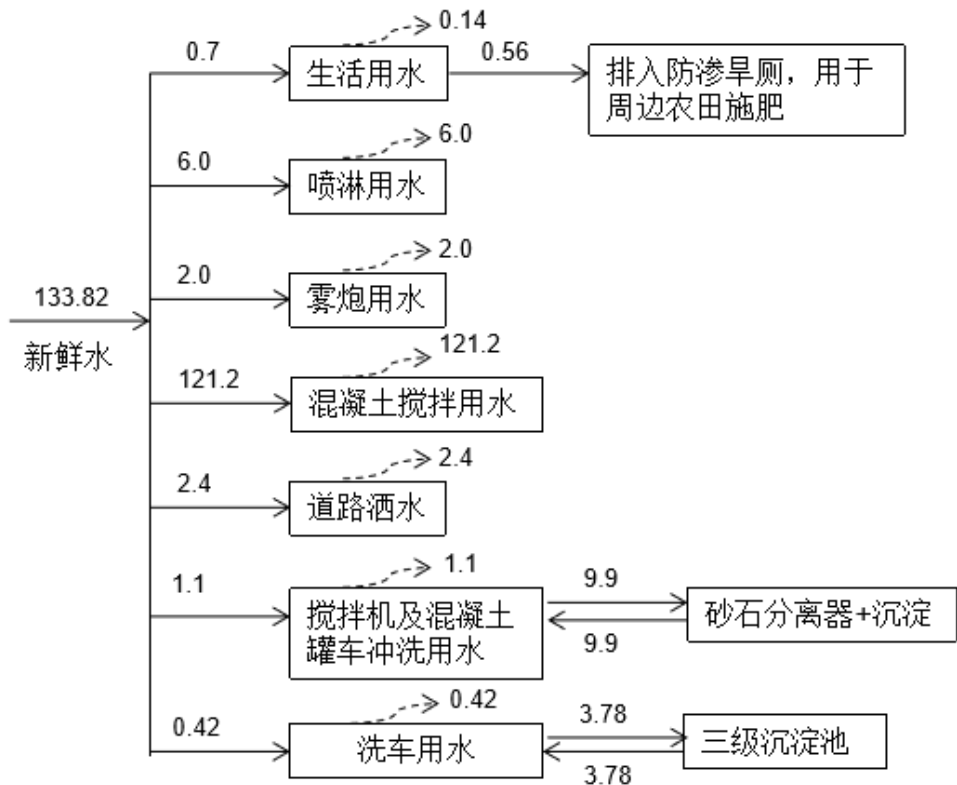 0.14
0.7
生活用水
0.56
排入防渗旱厕，用于
周边农田施肥
6.0
6.0
喷淋用水
2.0
2.0
雾炮用水
133.82
新鲜水
121.2
121.2
混凝土搅拌用水
2.4
2.4
道路洒水
1.1
1.1
搅拌机及混凝土
罐车冲洗用水
9.9
9.9
砂石分离器+沉淀
0.42
0.42
洗车用水
3.78
3.78
三级沉淀池